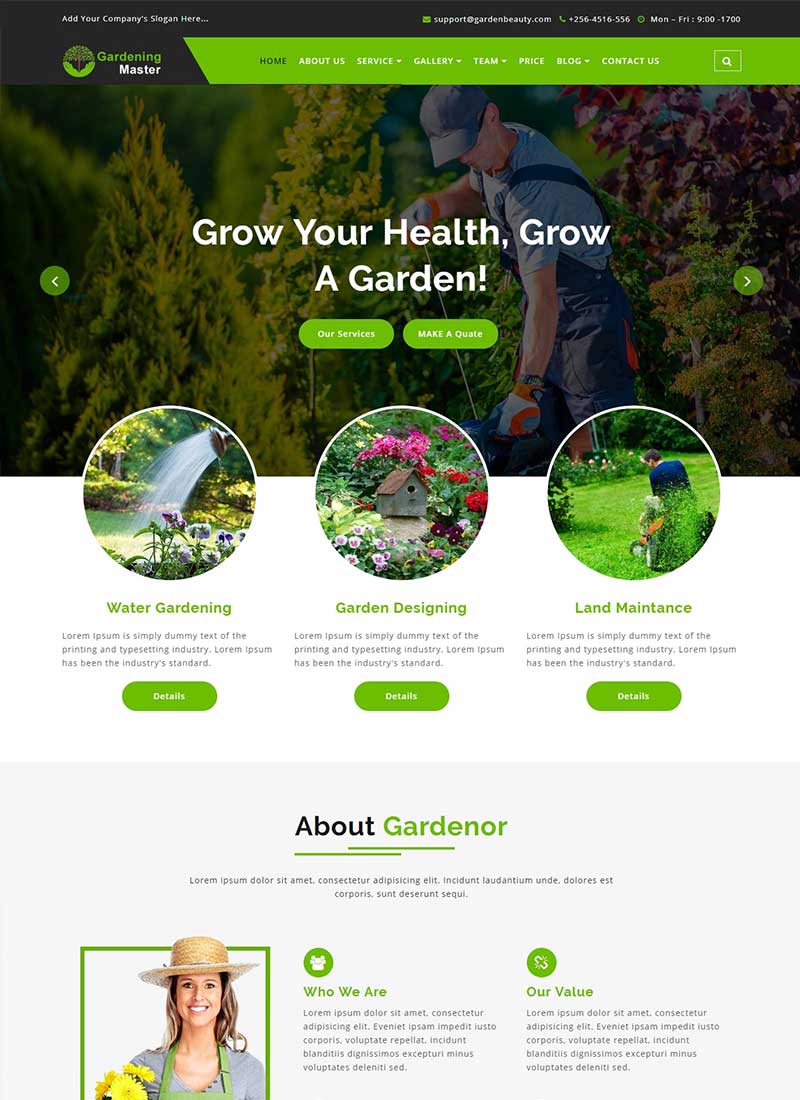 Add Your Company's Slogan Here...
support@gardenbeauty.com +256-4516-556 Mon – Fri : 9:00 -1700
Gardening
Master
HOME ABOUT US SERVICE GALLERY TEAM PRICE BLOG CONTACT US
Grow Your Health, Grow
A Garden!
Our Services MAKE A Quate
Water Gardening
Lorem Ipsum is simply dummy text of the
printing and typesetting industry. Lorem Ipsum
has been the industry's standard.
Details
Garden Designing
Lorem Ipsum is simply dummy text of the
printing and typesetting industry. Lorem Ipsum
has been the industry's standard.
Details
Land Maintance
Lorem Ipsum is simply dummy text of the
printing and typesetting industry. Lorem Ipsum
has been the industry's standard.
Details
About Gardenor
Lorem ipsum dolor sit amet, consectetur adipisicing elit. Incidunt laudantium unde, dolores est
corporis, sunt deserunt sequi.
Who We Are
Lorem ipsum dolor sit amet, consectetur
adipisicing elit. Eveniet ipsam impedit iusto
corporis, voluptate repellat, incidunt
blanditiis dignissimos excepturi minus
voluptates deleniti sed.
Our Value
Lorem ipsum dolor sit amet, consectetur
adipisicing elit. Eveniet ipsam impedit iusto
corporis, voluptate repellat, incidunt
blanditiis dignissimos excepturi minus
voluptates deleniti sed.